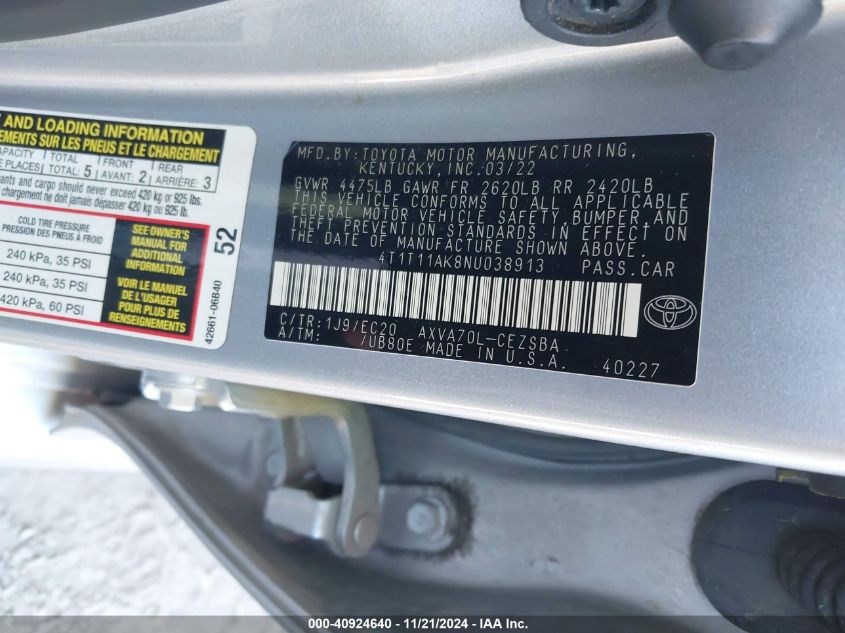 AND LOADING INFORMATION
EMENTS SUR LES PNEUS ET LE CHARGEMENT
CAPACITY TOTAL FRONT REAR
PLACES TOTAL: 5 AVANT: 2 ARRIÈRE: 3
and cargo should never exceed 420 kg or 925 lbs.
chargement ne doit jamais dépasser 420 kg ou 925 lb.
COLD TIRE PRESSURE
PRESSION DES PNEUS À FROID
240 kPa, 35 PSI
240 kPa, 35 PSI
420 kPa, 60 PSI
SEE OWNER'S
MANUAL FOR
ADDITIONAL
INFORMATION
VOIR LE MANUEL
DE L'USAGER
POUR PLUS DE
RENSEIGNEMENTS
52
42661-06B40
MFD.BY:TOYOTA MOTOR MANUFACTURING,
KENTUCKY, INC.03/22
GVWR 4475LB GAWR FR 2620LB RR 2420LB
THIS VEHICLE CONFORMS TO ALL APPLICABLE
FEDERAL MOTOR VEHICLE SAFETY, BUMPER, AND
THEFT PREVENTION STANDARDS IN EFFECT ON
THE DATE OF MANUFACTURE SHOWN ABOVE.
4T1T11AK8NU038913 PASS.CAR
C/TR:1J9/EC20 AXVA70L-CEZSBA
A/TM: /UB80E MADE IN U.S.A.
40227
000-40924640 - 11/21/2024 - IAA Inc.